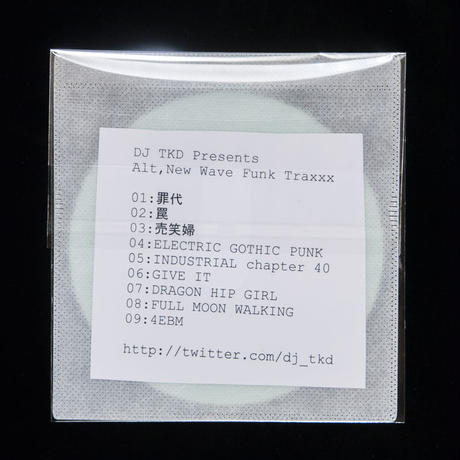 DJ TKD Presents
Alt,New Wave Funk Traxxx
01:罪代
02:罠
03:売笑婦
04:ELECTRIC GOTHIC PUNK
05:INDUSTRIAL chapter 40
06:GIVE IT
07:DRAGON HIP GIRL
08:FULL MOON WALKING
09:4EBM
http://twitter.com/dj_tkd